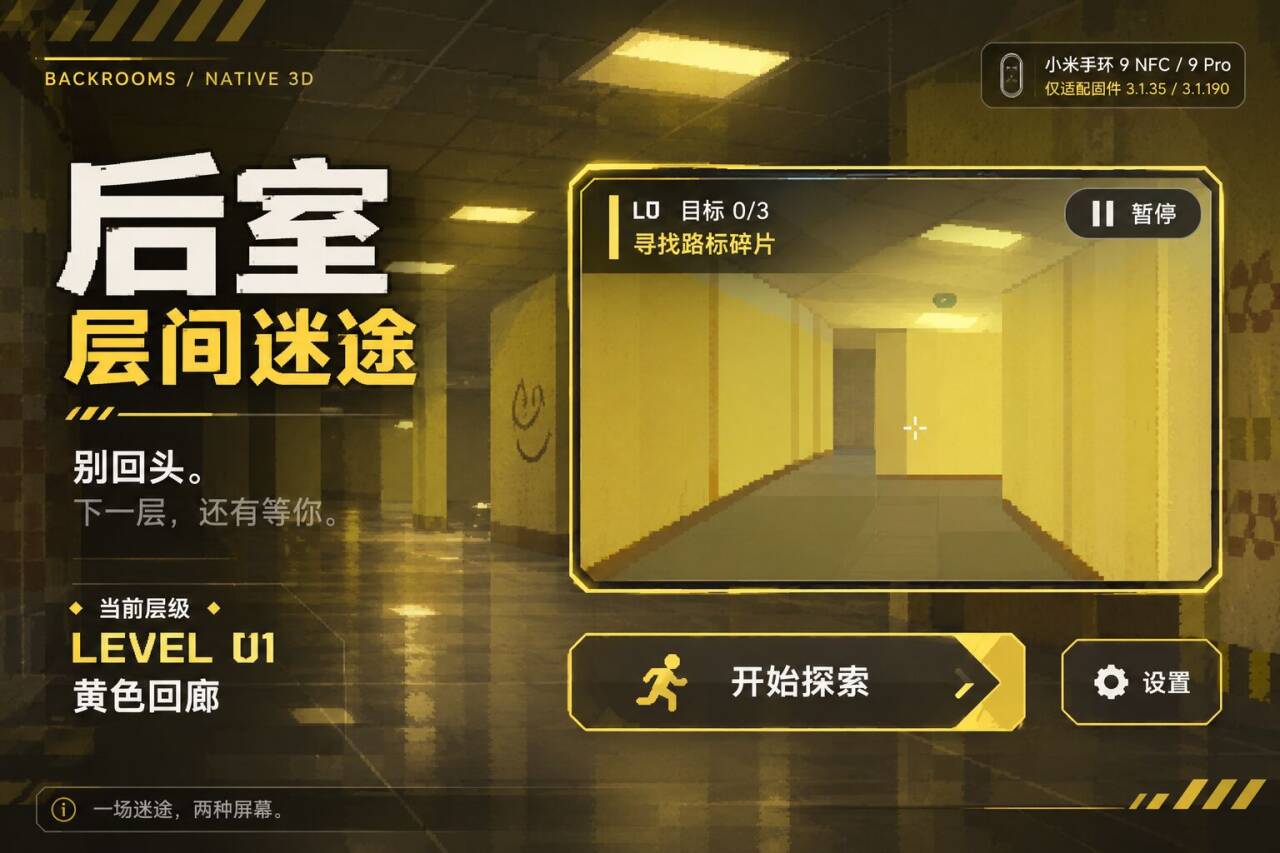 BACKROOMS / NATIVE 3D
小米手环 9 NFC / 9 Pro
仅适配固件 3.1.35 / 3.1.190
后室
层间迷途
别回头。
下一层，还有等你。
当前层级
LEVEL 01
黄色回廊
L0 目标 0/3
寻找路标碎片
暂停
开始探索
设置
一场迷途，两种屏幕。